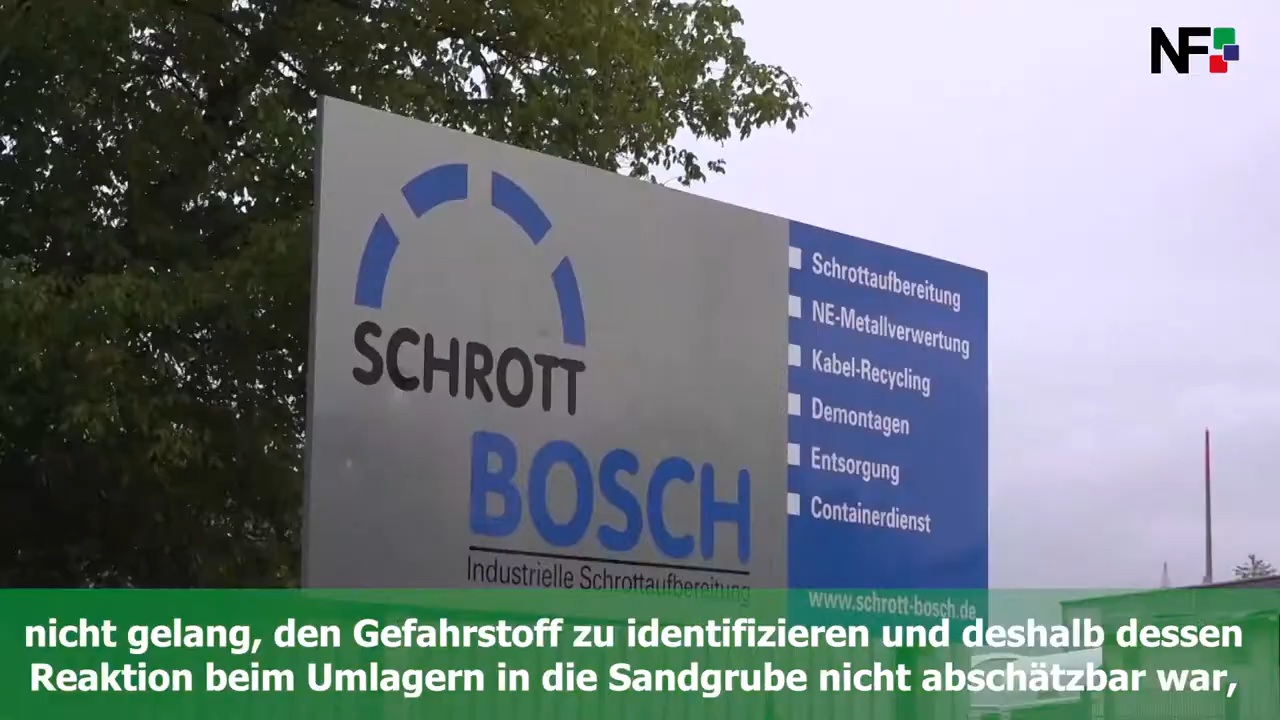 NF
SCHROTT
BOSCH
Industrielle Schrottaufbereitung
Schrottaufbereitung
NE-Metallverwertung
Kabel-Recycling
Demontagen
Entsorgung
Containerdienst
www.schrott-bosch.de
nicht gelang, den Gefahrstoff zu identifizieren und deshalb dessen
Reaktion beim Umlagern in die Sandgrube nicht abschätzbar war,